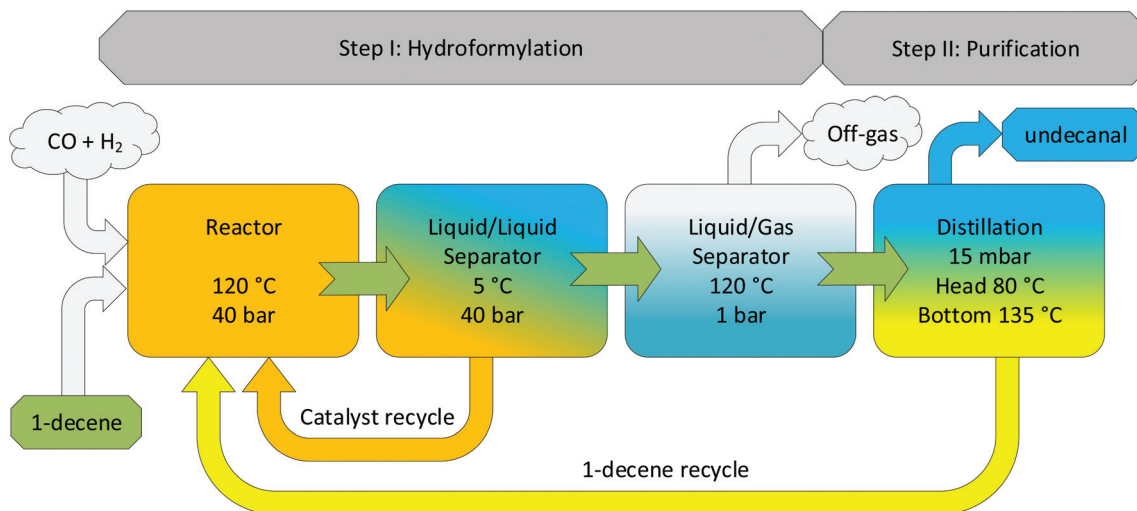 Step I: Hydroformylation
Step II: Purification
CO + H₂
Off-gas
undecanal
Reactor
120 °C
40 bar
Liquid/Liquid
Separator
5 °C
40 bar
Liquid/Gas
Separator
120 °C
1 bar
Distillation
15 mbar
Head 80 °C
Bottom 135 °C
1-decene
Catalyst recycle
1-decene recycle